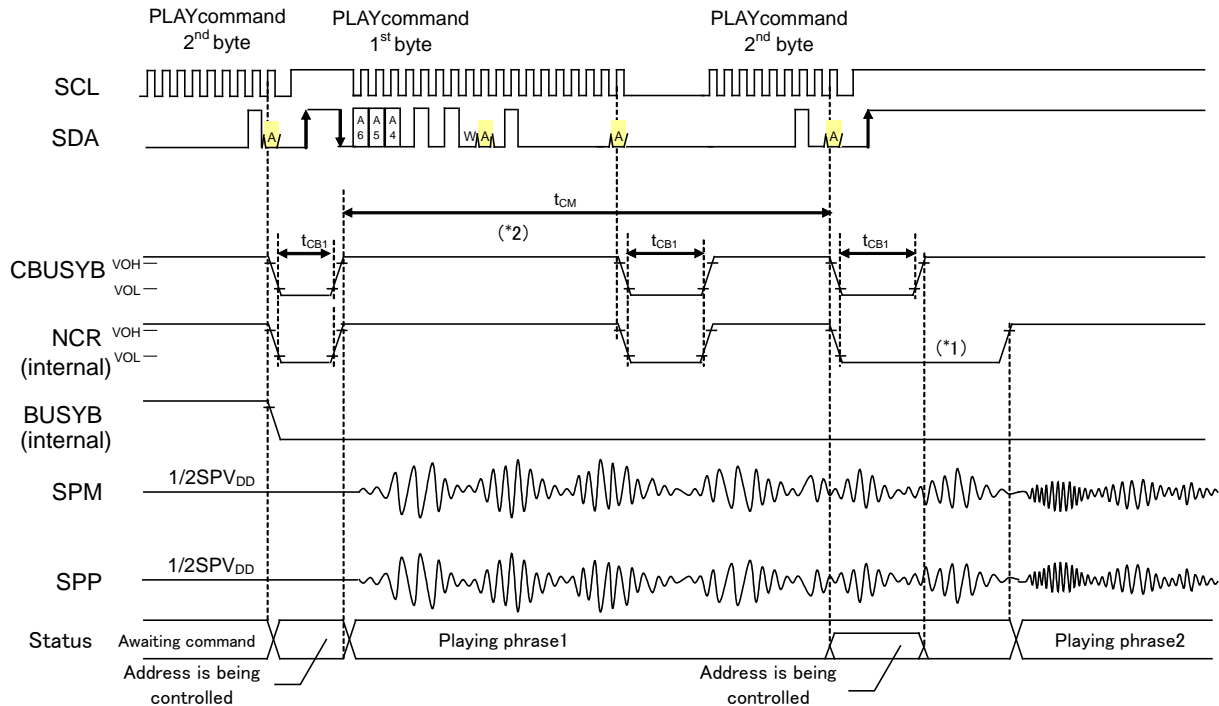 PLAYcommand
2nd byte
PLAYcommand
1st byte
PLAYcommand
2nd byte
SCL
SDA
A
A 6
A 5
A 4
W
A
A
A
tCM
(*2)
tCB1
tCB1
tCB1
CBUSYB
VOH
VOL
NCR
(internal)
VOH
VOL
(*1)
BUSYB
(internal)
SPM
1/2SPVDD
SPP
1/2SPVDD
Status
Awaiting command
Playing phrase1
Playing phrase2
Address is being
controlled
Address is being
controlled